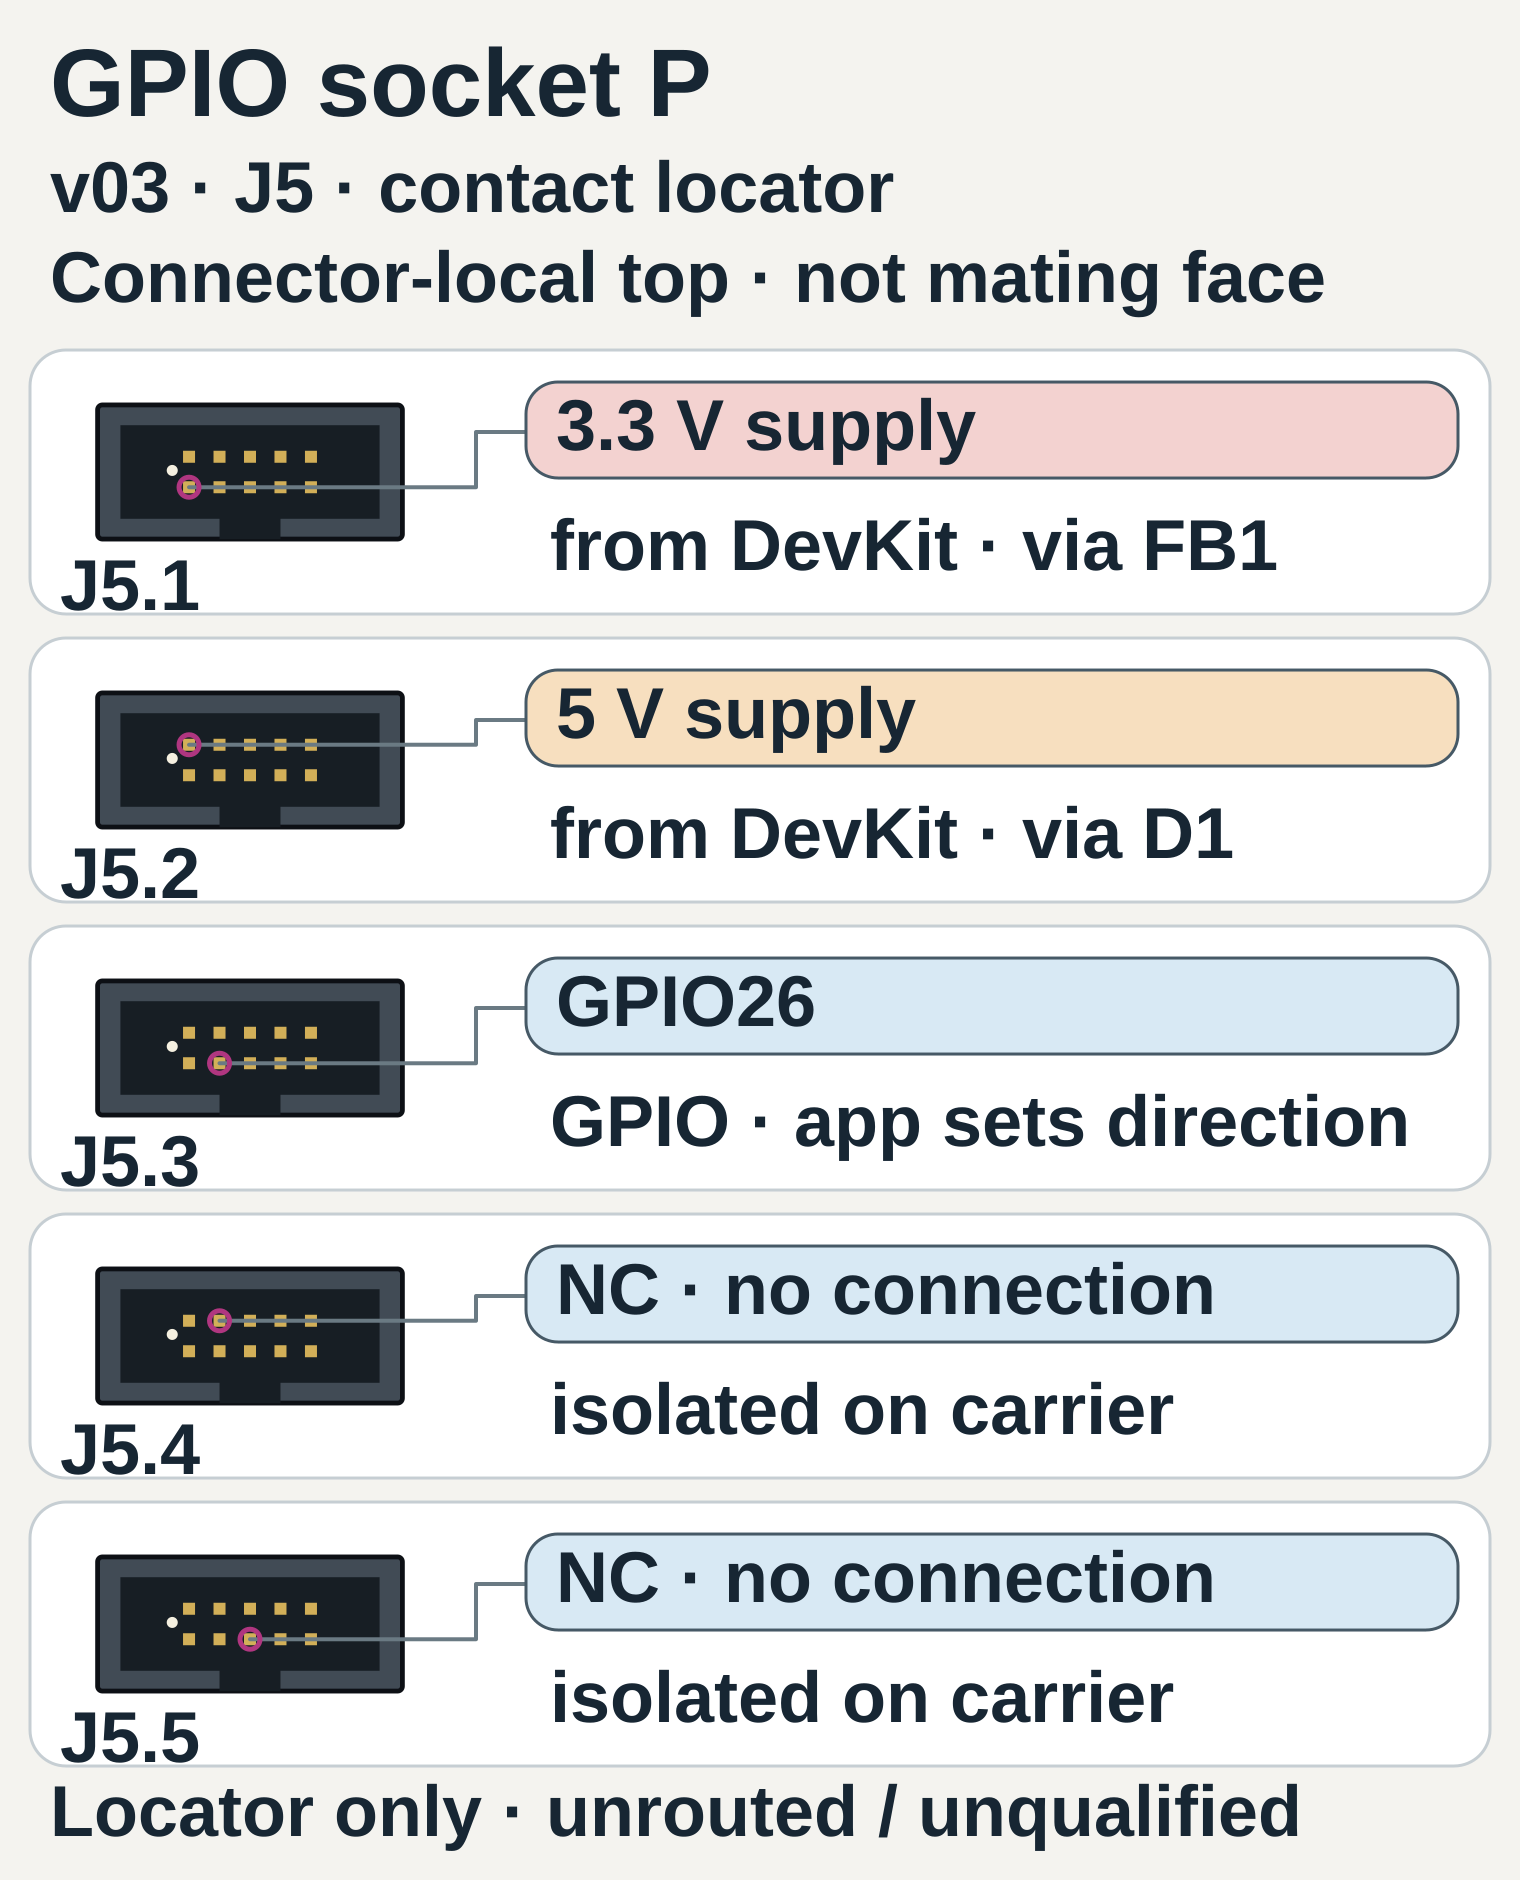 GPIO socket P
v03 · J5 · contact locator
Connector-local top · not mating face
3.3 V supply
from DevKit · via FB1
J5.1
5 V supply
from DevKit · via D1
J5.2
GPIO26
GPIO · app sets direction
J5.3
NC · no connection
isolated on carrier
J5.4
NC · no connection
isolated on carrier
J5.5
Locator only · unrouted / unqualified